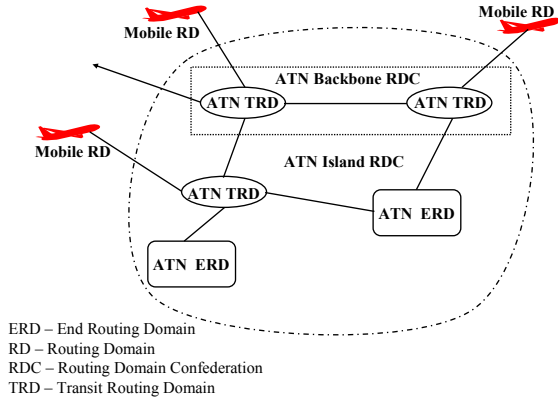 Mobile RD
Mobile RD
ATN Backbone RDC
ATN TRD
ATN TRD
Mobile RD
ATN Island RDC
ATN TRD
ATN ERD
ATN ERD
ERD – End Routing Domain
RD – Routing Domain
RDC – Routing Domain Confederation
TRD – Transit Routing Domain